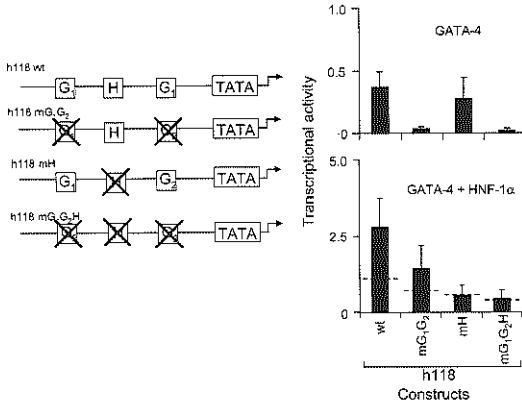 h118 wt
G₁ H G₁ TATA
h118 mG₁G₂
H TATA
h118 mH
G₁ G₂ TATA
h118 mG₁G₂H
TATA
GATA-4
1.0
0.5
-0
Transcriptional activity
GATA-4 + HNF-1α
5.0
2.5
0
wt
mG₁G₂
mH
mG₁G₂H
h118
Constructs